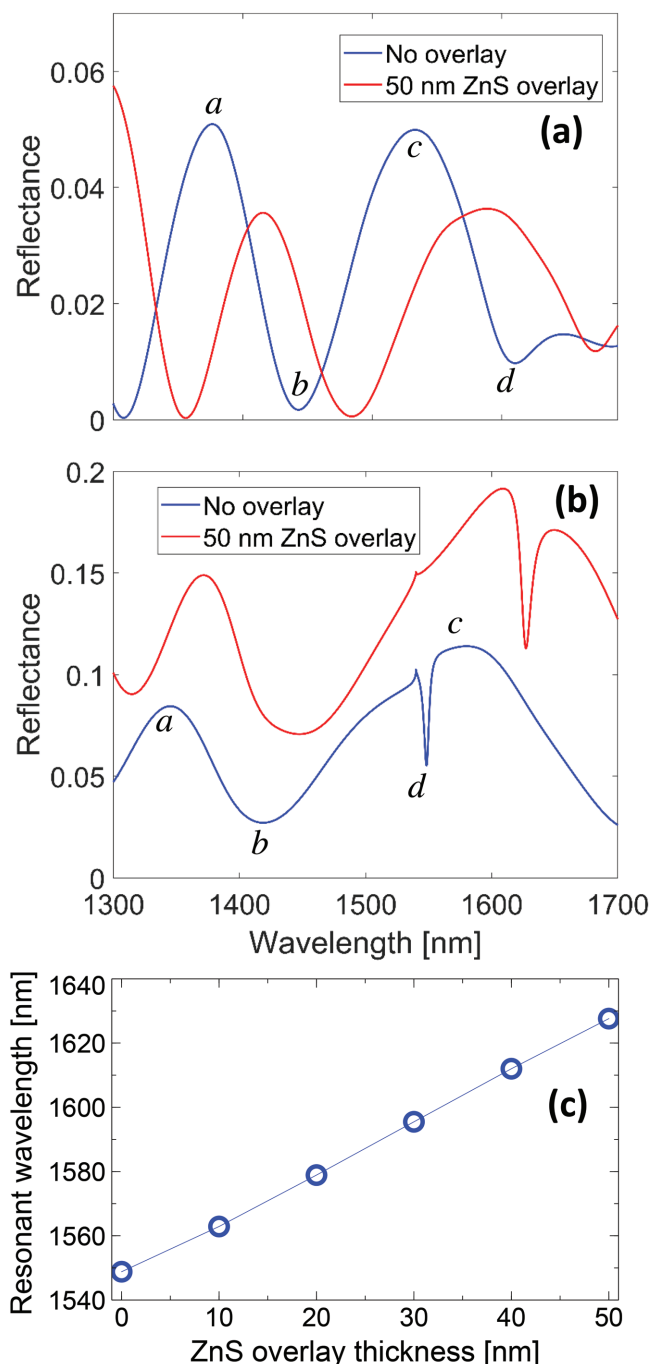 No overlay
50 nm ZnS overlay
(a)
0.06
0.04
0.02
0
Reflectance
a
b
c
d
No overlay
50 nm ZnS overlay
(b)
0.2
0.15
0.1
0.05
0
Reflectance
a
b
c
d
1300 1400 1500 1600 1700
Wavelength [nm]
1640
1620
1600
1580
1560
1540
Resonant wavelength [nm]
(c)
0 10 20 30 40 50
ZnS overlay thickness [nm]